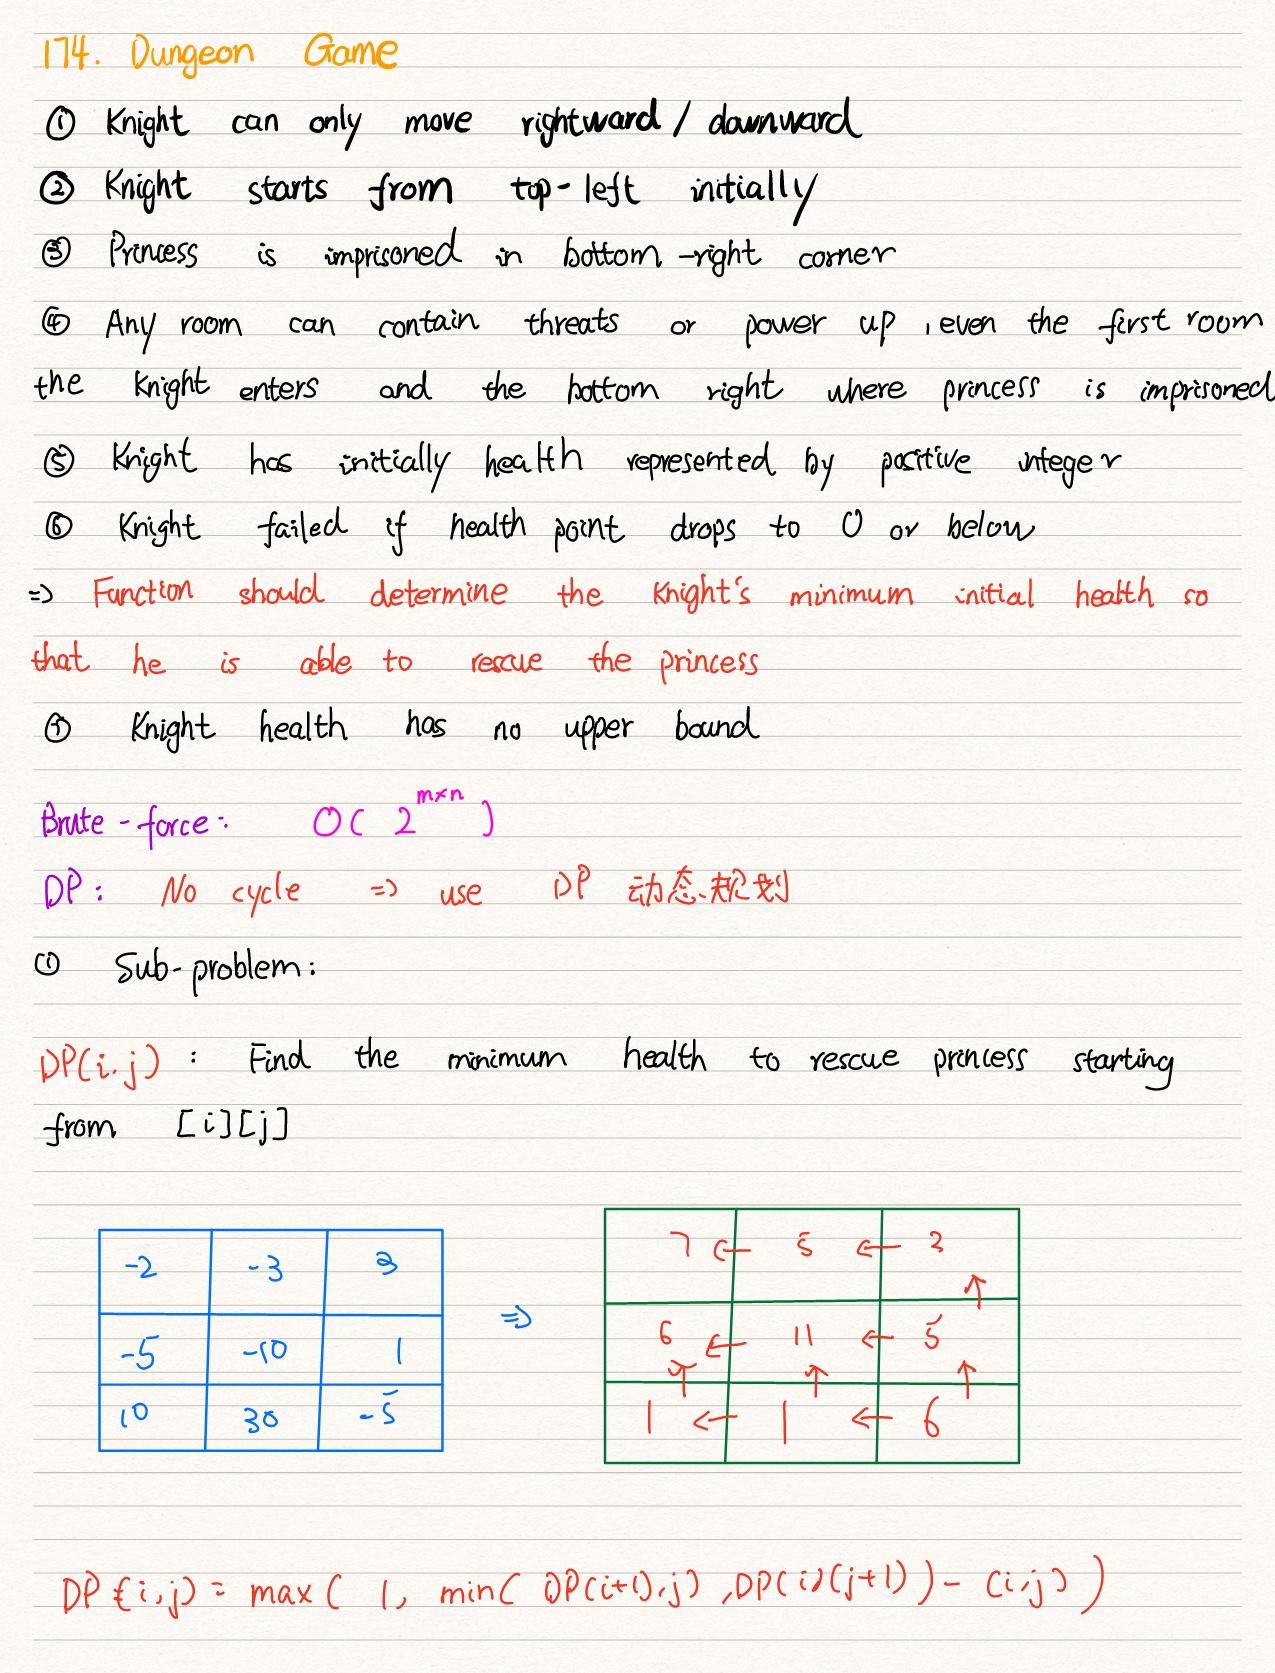 174. Dungeon Game
① Knight can only move rightward / downward
② Knight starts from top-left initially
③ Princess is imprisoned in bottom-right corner
④ Any room can contain threats or power up , even the first room
the Knight enters and the bottom right where princess is imprisoned
⑤ Knight has initially health represented by positive integer
⑥ Knight failed if health point drops to 0 or below
=> Function should determine the Knight's minimum initial health so
that he is able to rescue the princess
⑦ Knight health has no upper bound
Brute-force: O( 2^{m×n} )
DP: No cycle => use DP 动态规划
① Sub-problem:
DP(i.j) : Find the minimum health to rescue princess starting
from [i][j]
-2 -3 3
-5 -10 1
10 30 -5
=>
7 ← 5 ← 2
↑
6 ← 11 ← 5
↑ ↑ ↑
1 ← 1 ← 6
DP(i,j) = max( 1, min( DP(i+1),j) ,DP(i)(j+1)) - (i,j) )